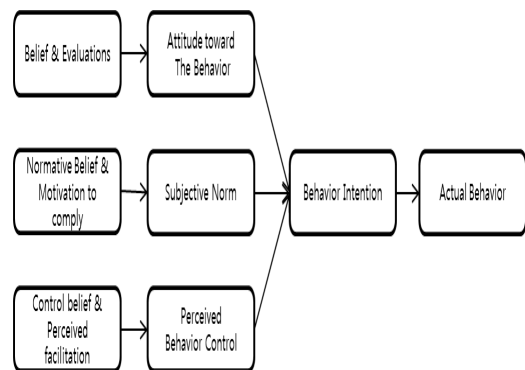 Belief & Evaluations
Attitude toward
The Behavior
Normative Belief &
Motivation to
comply
Subjective Norm
Behavior Intention
Actual Behavior
Control belief &
Perceived
facilitation
Perceived
Behavior Control